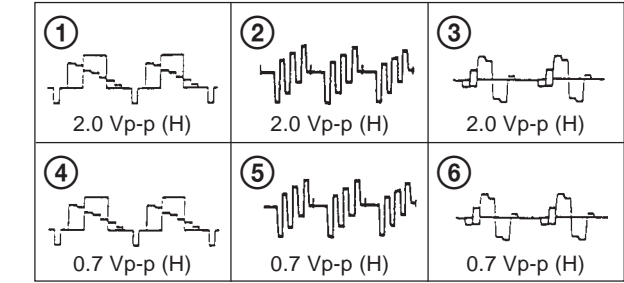 ① ② ③
2.0 Vp-p (H) 2.0 Vp-p (H) 2.0 Vp-p (H)
④ ⑤ ⑥
0.7 Vp-p (H) 0.7 Vp-p (H) 0.7 Vp-p (H)